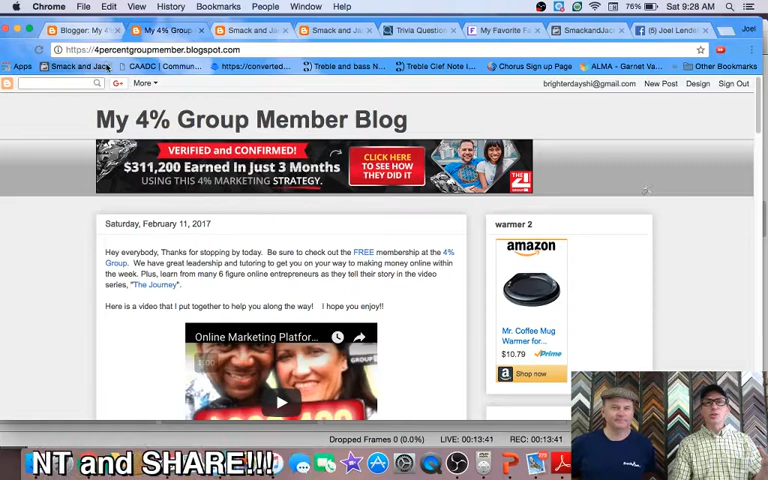 Chrome File Edit View History Bookmarks People Window Help 76% Sat 9:28 AM
Blogger: My 4% My 4% Group Smack and Ja Smack and Ja Trivia Question My Favorite Fa SmackandJac (5) Joel Lende Joel
https://4percentgroupmember.blogspot.com
Apps Smack and Jac CAADC | Commun... https://converted... Treble and bass N... Treble Clef Note I... Chorus Sign up Page ALMA - Garnet Va... Other Bookmarks
G+ More brighterdayshi@gmail.com New Post Design Sign Out
My 4% Group Member Blog
VERIFIED and CONFIRMED!
$311,200 Earned In Just 3 Months
USING THIS 4% MARKETING STRATEGY.
CLICK HERE
TO SEE HOW
THEY DID IT
Saturday, February 11, 2017
Hey everybody, Thanks for stopping by today. Be sure to check out the FREE membership at the 4%
Group. We have great leadership and tutoring to get you on your way to making money online within
the week. Plus, learn from many 6 figure online entrepreneurs as they tell their story in the video
series, "The Journey".
Here is a video that I put together to help you along the way! I hope you enjoy!!
Online Marketing Platfor...
warmer 2
amazon
Mr. Coffee Mug
Warmer for...
$10.79 Prime
a Shop now
Dropped Frames 0 (0.0%) LIVE: 00:13:41 REC: 00:13:41
NT and SHARE!!!